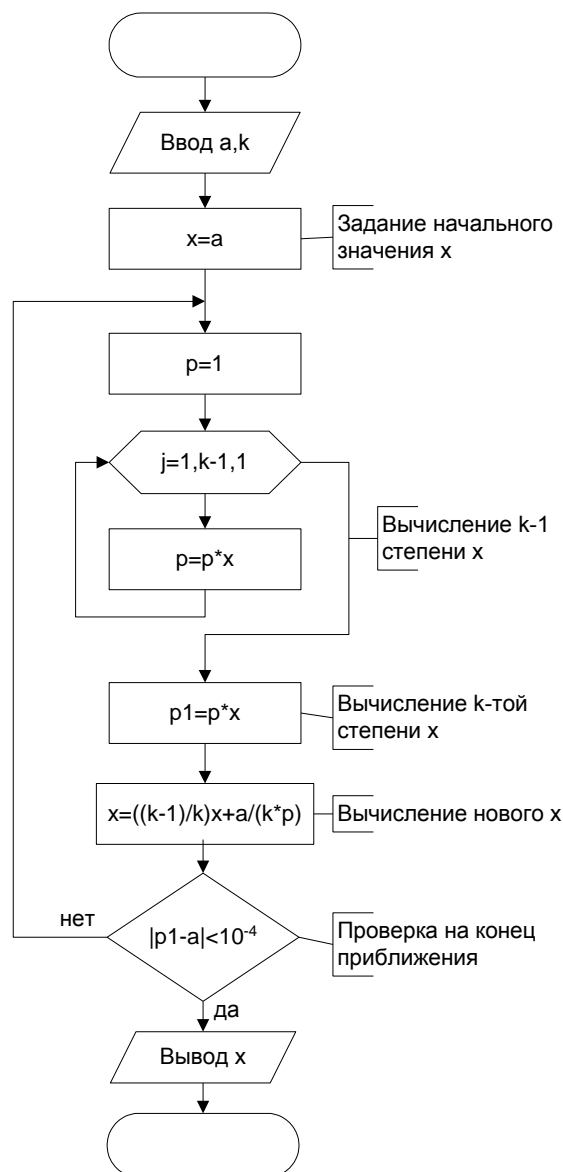 Ввод a,k
x=a
Задание начального
значения x
p=1
j=1,k-1,1
p=p*x
Вычисление k-1
степени x
p1=p*x
Вычисление k-той
степени x
x=((k-1)/k)x+a/(k*p)
Вычисление нового x
нет
|p1-a|<10⁻⁴
Проверка на конец
приближения
да
Вывод x